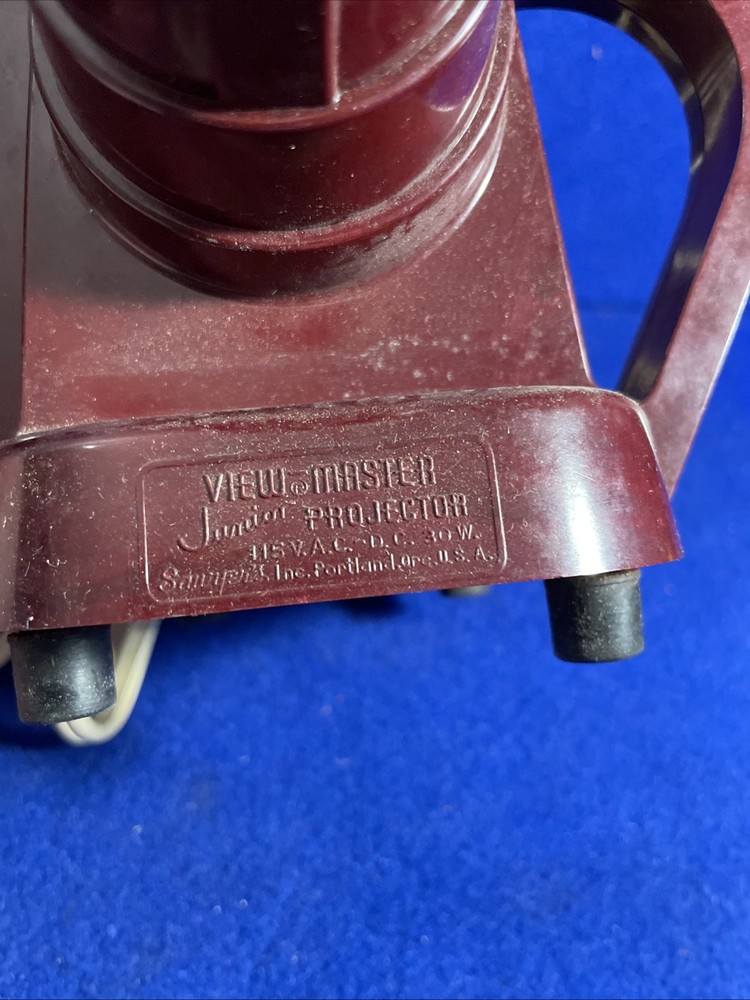 VIEW-MASTER®
Junior PROJECTOR
115 V. A.C.-D.C. 30 W.
Sawyer's, Inc. Portland, Ore. U.S.A.